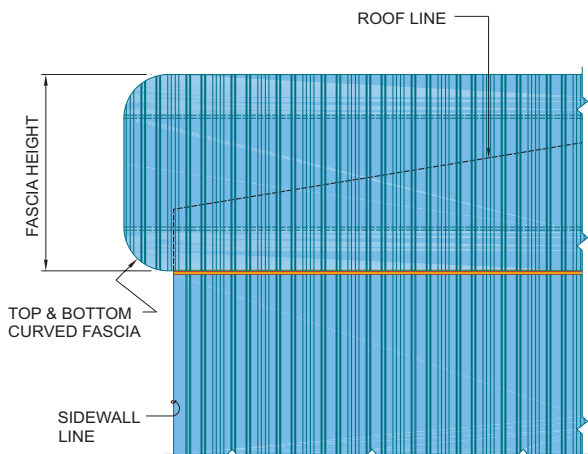 ROOF LINE
FASCIA HEIGHT
TOP & BOTTOM
CURVED FASCIA
SIDEWALL
LINE